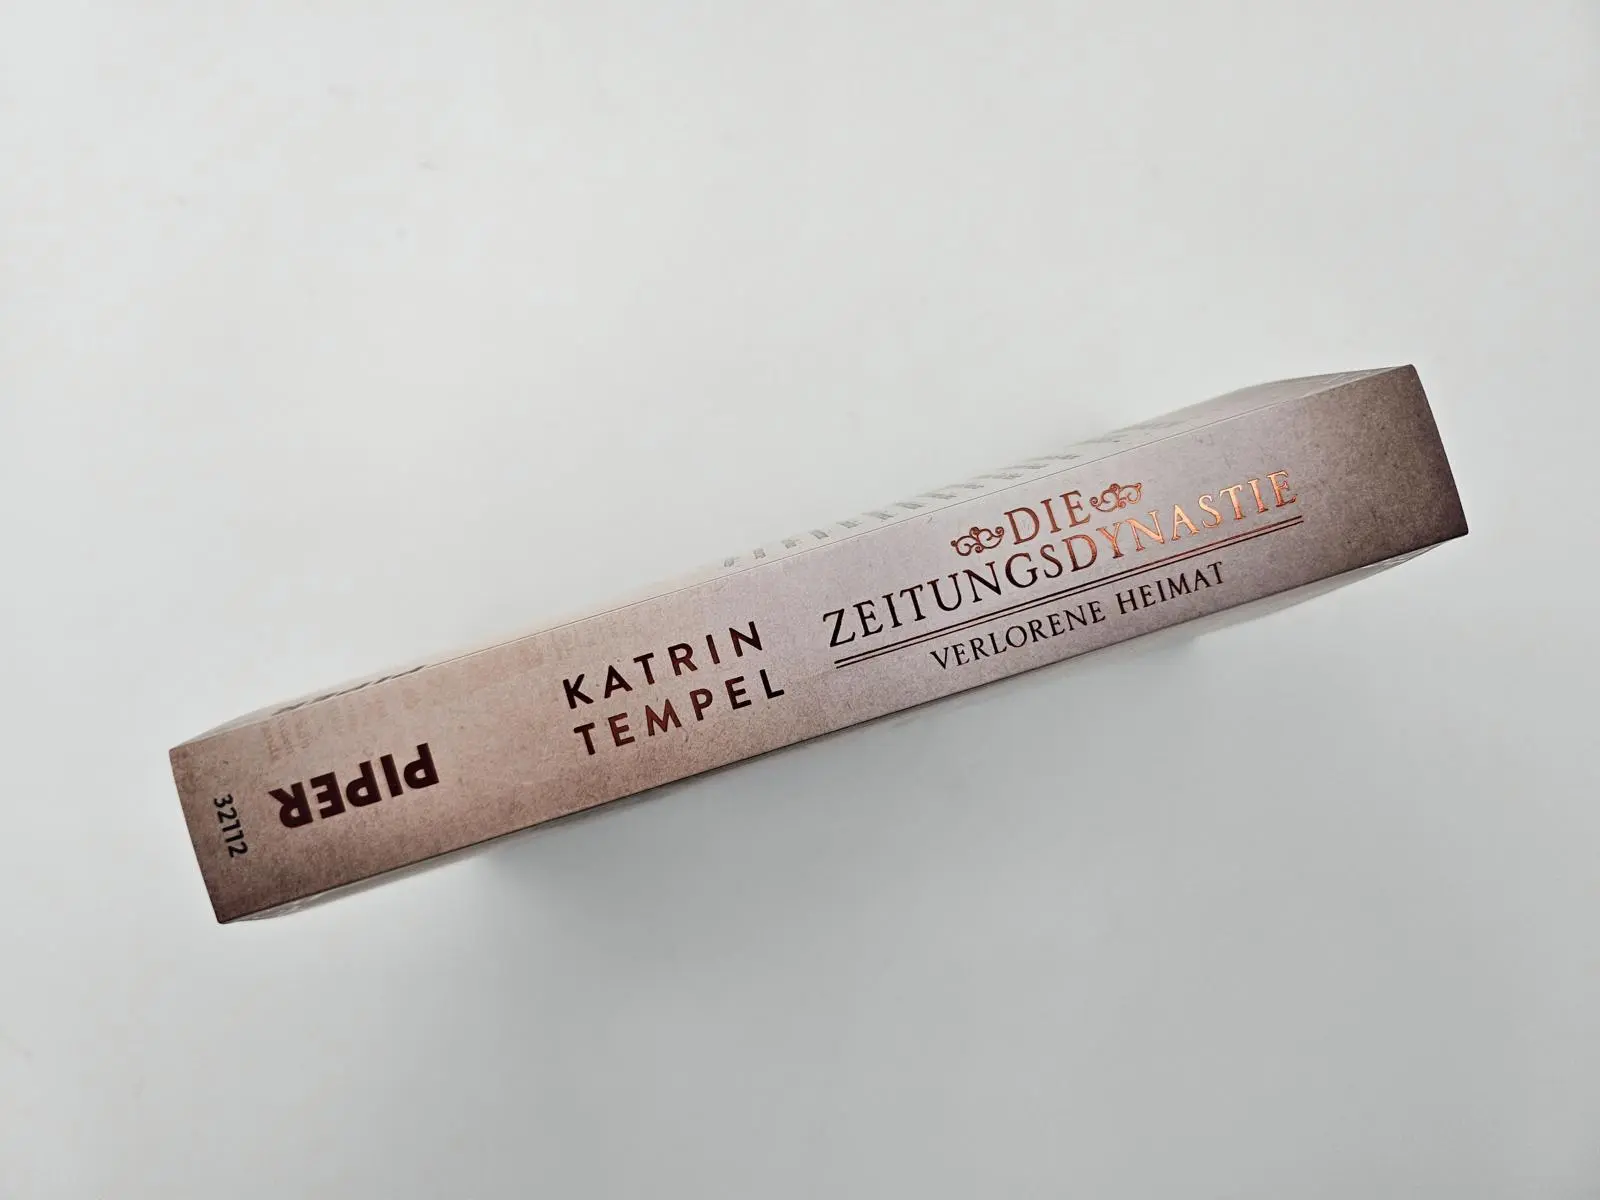 DIE
ZEITUNGSDYNASTIE
VERLORENE HEIMAT
KATRIN
TEMPEL
PIPER
32112